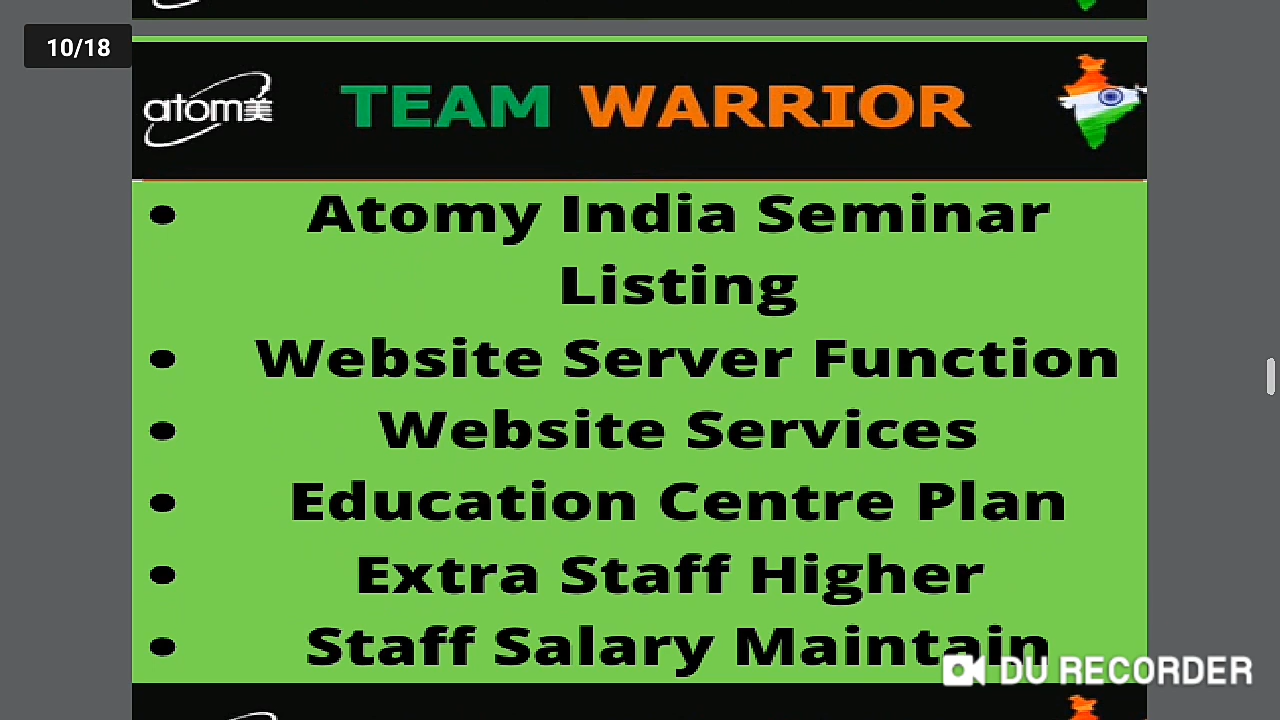 10/18
atom美
TEAM WARRIOR
• Atomy India Seminar
Listing
• Website Server Function
• Website Services
• Education Centre Plan
• Extra Staff Higher
• Staff Salary Maintain
DU RECORDER